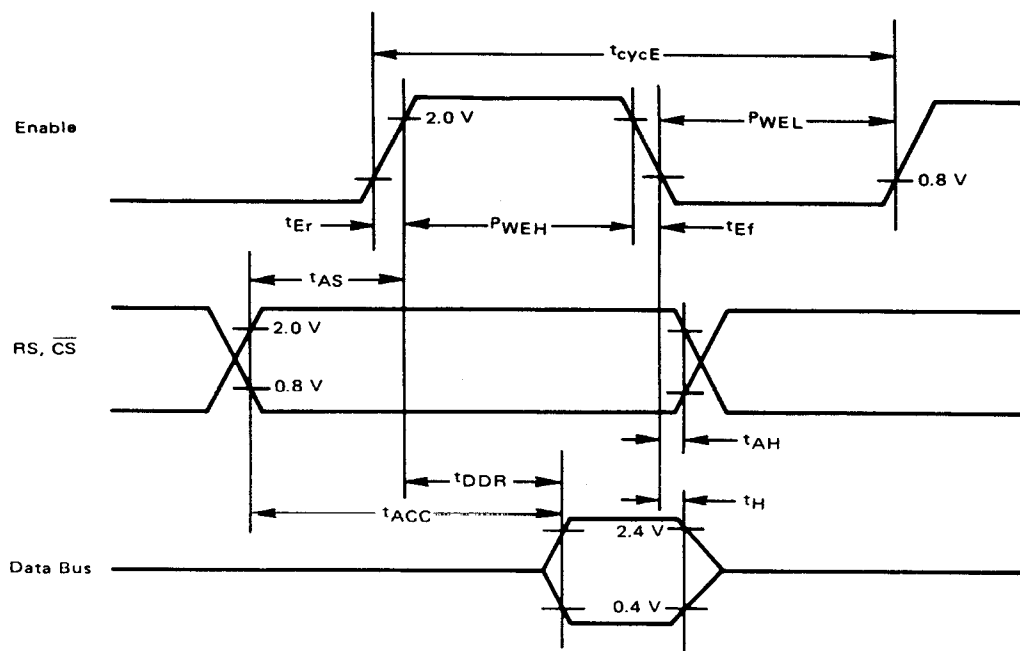 tcycE
Enable
2.0 V
PWEL
0.8 V
tEr
PWEH
tEf
tAS
2.0 V
RS, C̅S̅
0.8 V
tAH
tDDR
tH
tACC
2.4 V
Data Bus
0.4 V